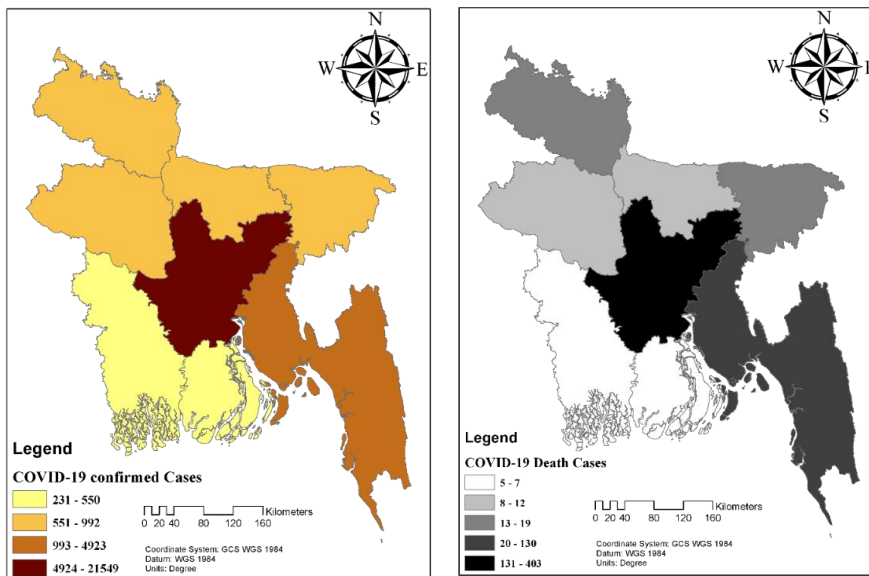 N
W E
S
Legend
COVID-19 confirmed Cases
231 - 550
551 - 992
993 - 4923
4924 - 21549
Kilometers
0 20 40 80 120 160
Coordinate System: GCS WGS 1984
Datum: WGS 1984
Units: Degree
N
W E
S
Legend
COVID-19 Death Cases
5 - 7
8 - 12
13 - 19
20 - 130
131 - 403
Kilometers
0 20 40 80 120 160
Coordinate System: GCS WGS 1984
Datum: WGS 1984
Units: Degree